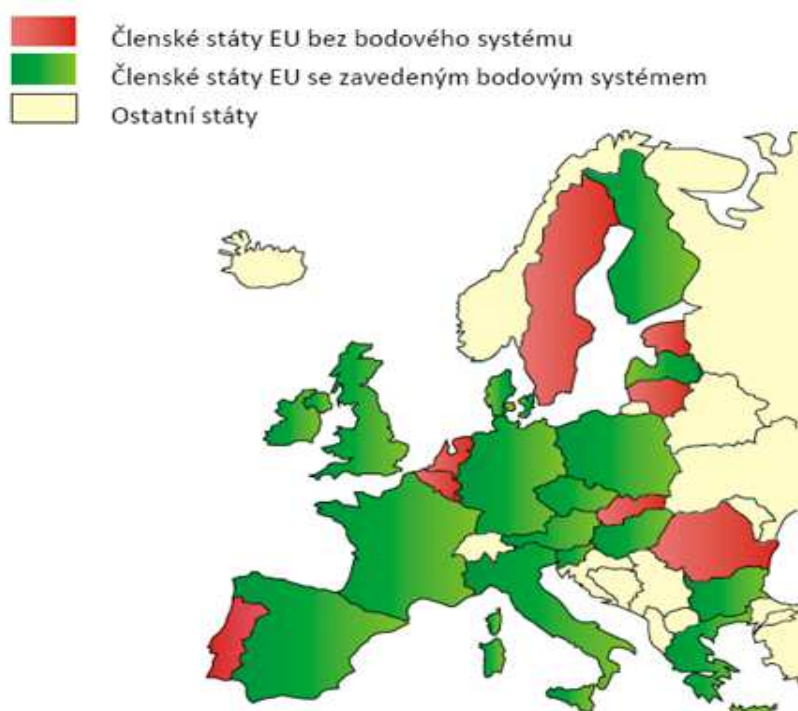 Členské státy EU bez bodového systému
Členské státy EU se zavedeným bodovým systémem
Ostatní státy